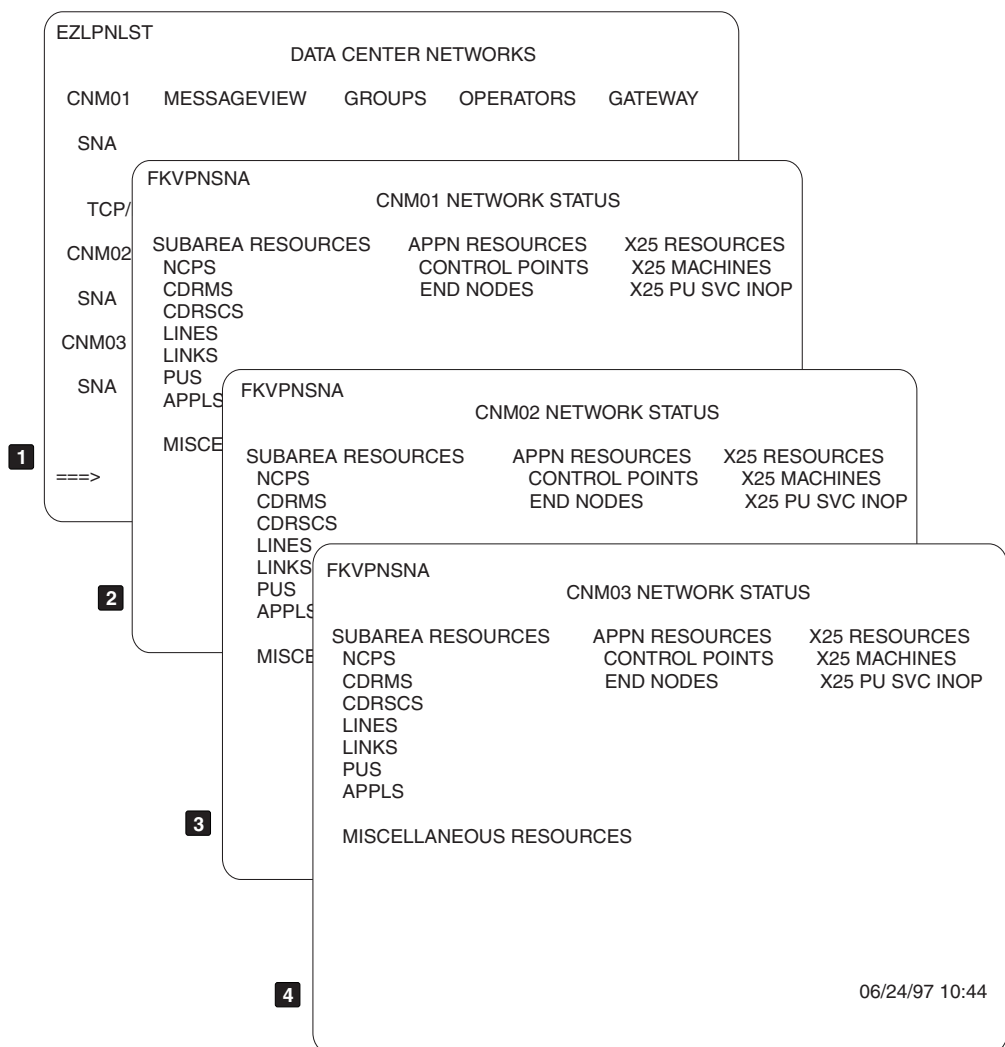 EZLPNLST
DATA CENTER NETWORKS
CNM01 MESSAGEVIEW GROUPS OPERATORS GATEWAY
SNA
TCP/
CNM02
SNA
CNM03
SNA
1
===>
FKVPNSNA
CNM01 NETWORK STATUS
SUBAREA RESOURCES APPN RESOURCES X25 RESOURCES
NCPS CONTROL POINTS X25 MACHINES
CDRMS END NODES X25 PU SVC INOP
CDRSCS
LINES
LINKS
PUS
APPLS
MISCE
2
FKVPNSNA
CNM02 NETWORK STATUS
SUBAREA RESOURCES APPN RESOURCES X25 RESOURCES
NCPS CONTROL POINTS X25 MACHINES
CDRMS END NODES X25 PU SVC INOP
CDRSCS
LINES
LINKS
PUS
APPLS
MISCE
3
FKVPNSNA
CNM03 NETWORK STATUS
SUBAREA RESOURCES APPN RESOURCES X25 RESOURCES
NCPS CONTROL POINTS X25 MACHINES
CDRMS END NODES X25 PU SVC INOP
CDRSCS
LINES
LINKS
PUS
APPLS
MISCELLANEOUS RESOURCES
4
06/24/97 10:44